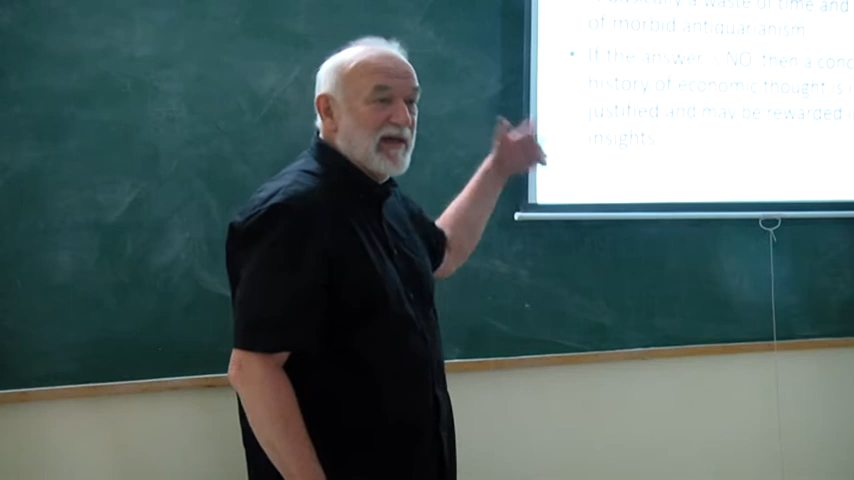 a waste of time and
of morbid antiquarianism.
• If the answer is NO, then a conc
history of economic thought is
justified and may be rewarded
insights.